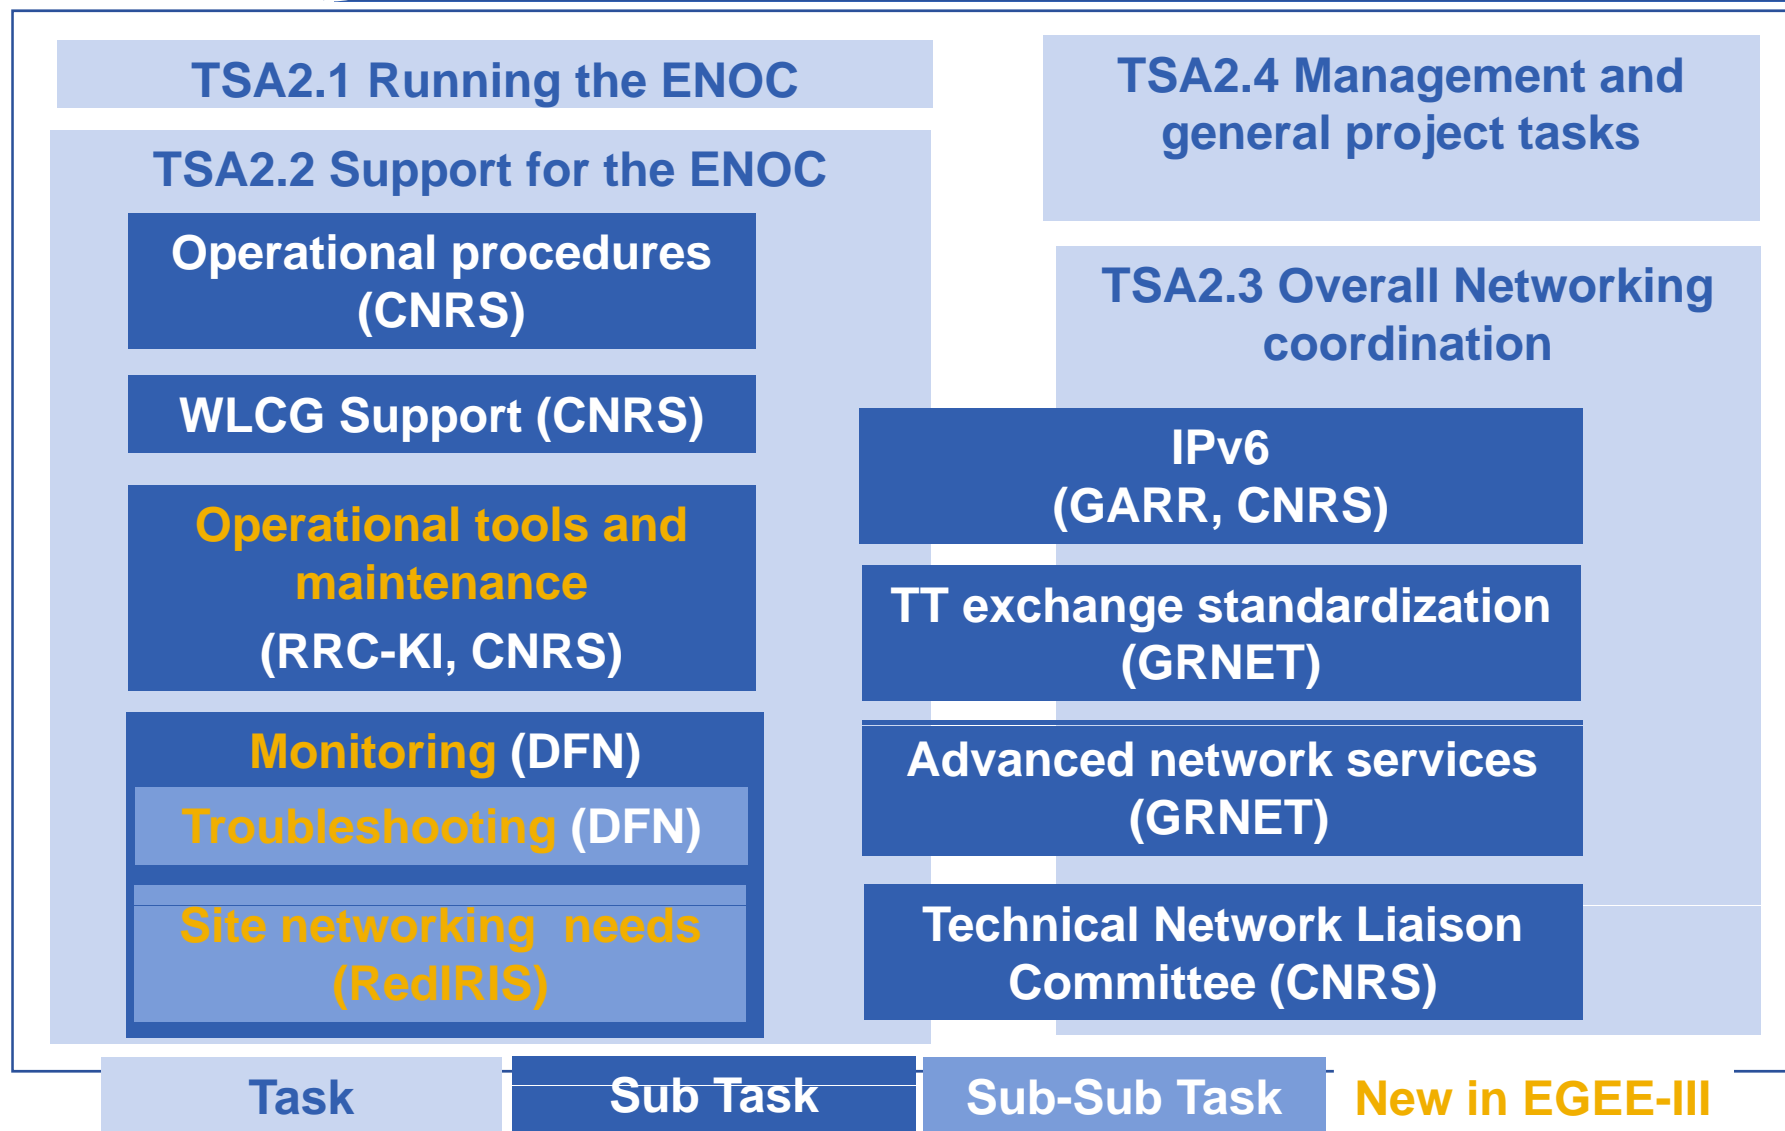 TSA2.1 Running the ENOC
TSA2.2 Support for the ENOC
Operational procedures
(CNRS)
WLCG Support (CNRS)
Operational tools and
maintenance
(RRC-KI, CNRS)
Monitoring (DFN)
Troubleshooting (DFN)
Site networking needs
(RedIRIS)
TSA2.4 Management and
general project tasks
TSA2.3 Overall Networking
coordination
IPv6
(GARR, CNRS)
TT exchange standardization
(GRNET)
Advanced network services
(GRNET)
Technical Network Liaison
Committee (CNRS)
Task
Sub Task
Sub-Sub Task
New in EGEE-III